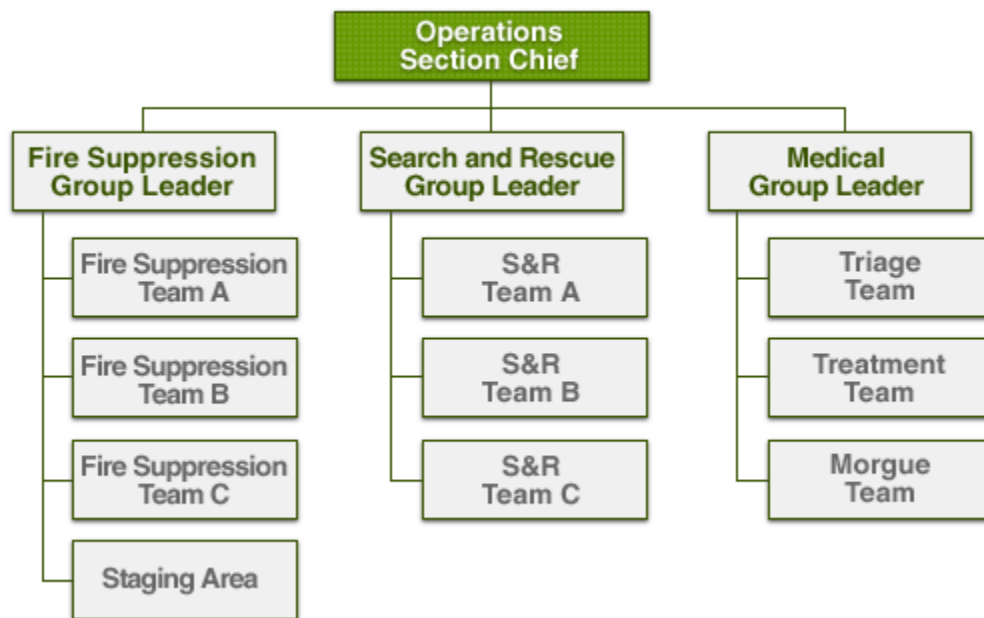 Operations
Section Chief
Fire Suppression
Group Leader
Search and Rescue
Group Leader
Medical
Group Leader
Fire Suppression
Team A
Fire Suppression
Team B
Fire Suppression
Team C
Staging Area
S&R
Team A
S&R
Team B
S&R
Team C
Triage
Team
Treatment
Team
Morgue
Team